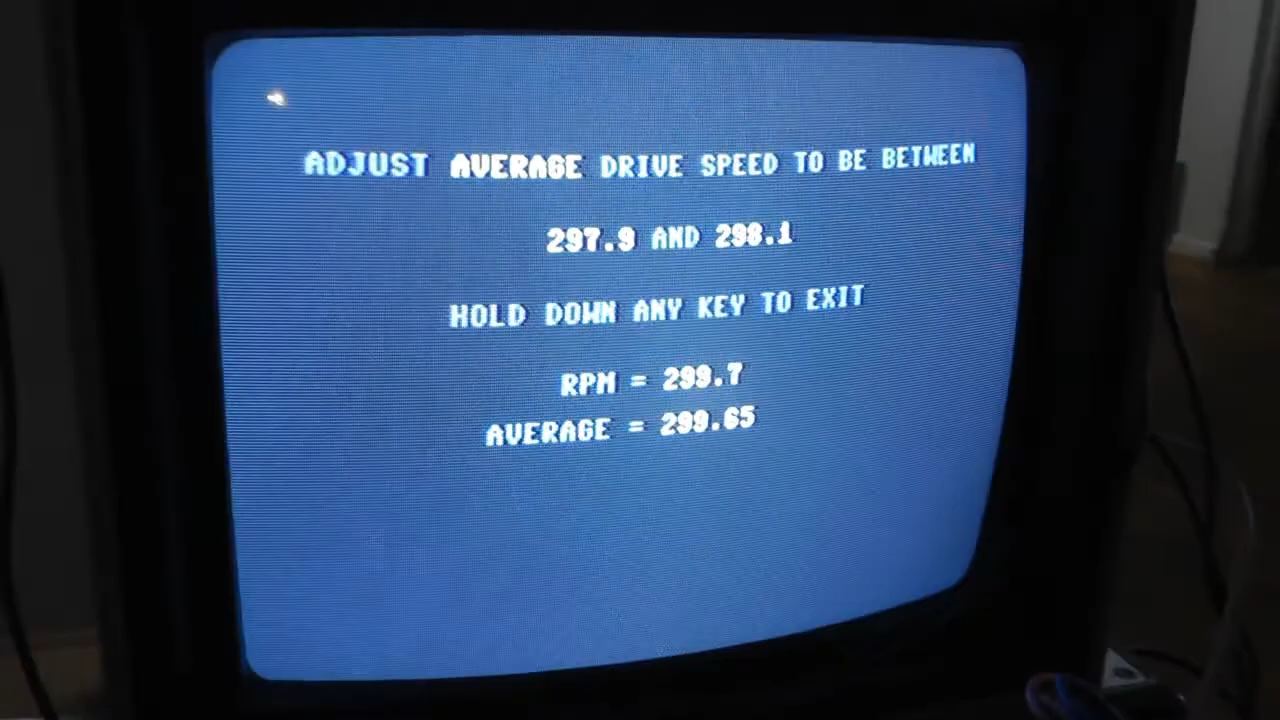 ADJUST AVERAGE DRIVE SPEED TO BE BETWEEN
297.9 AND 298.1
HOLD DOWN ANY KEY TO EXIT
RPM = 299.7
AVERAGE = 299.65